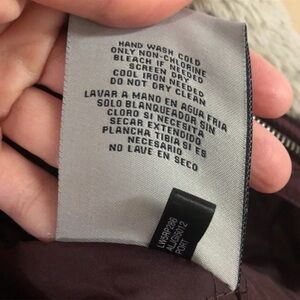 HAND WASH COLD
ONLY NON-CHLORINE
BLEACH IF NEEDED
SCREEN DRY
COOL IRON NEEDED
DO NOT DRY CLEAN
LAVAR A MANO EN AGUA FRIA
SOLO BLANQUEADOR SIN
CLORO SI NECESITA
SECAR EXTENDIDO
PLANCHA TIBIA SI ES
NECESARIO
NO LAVE EN SECO
PORT